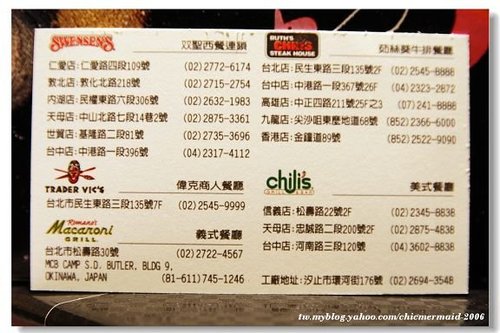 SWENSEN'S 双聖西餐連鎖
仁愛店:仁愛路四段109號 (02)2772-6174
敦北店:敦化北路218號 (02)2715-2754
內湖店:民權東路六段306號 (02)2632-1983
天母店:中山北路七段14巷2號 (02)2875-3361
世貿店:基隆路二段81號 (02)2735-3696
台中店:中港路一段396號 (04)2317-4112
TRADER VIC'S 偉克商人餐廳
台北市民生東路三段135號7F (02)2545-9999
Romano's
Macaroni
GRILL 義式餐廳
台北市松壽路30號 (02)2722-4567
MCB CAMP S.D. BUTLER, BLDG 9,
OKINAWA, JAPAN (81-611)745-1246
RUTH'S
CHRIS
STEAK HOUSE 茹絲葵牛排餐廳
台北店:民生東路三段135號2F (02)2545-8888
台中店:中港路一段367號26F (04)2323-2872
高雄店:中正四路211號25F之3 (07)241-8888
九龍店:尖沙咀東麼地道68號 (852)2366-6000
香港店:金鐘道89號 (852)2522-9090
chili's
GRILL & BAR 美式餐廳
信義店:松壽路22號2F (02)2345-8838
天母店:忠誠路二段200號2F (02)2875-4838
台中店:河南路三段120號 (04)3602-8838
工廠地址:汐止市環河街176號 (02)2694-3548
tw.myblog.yahoo.com/chicmermaid-2006